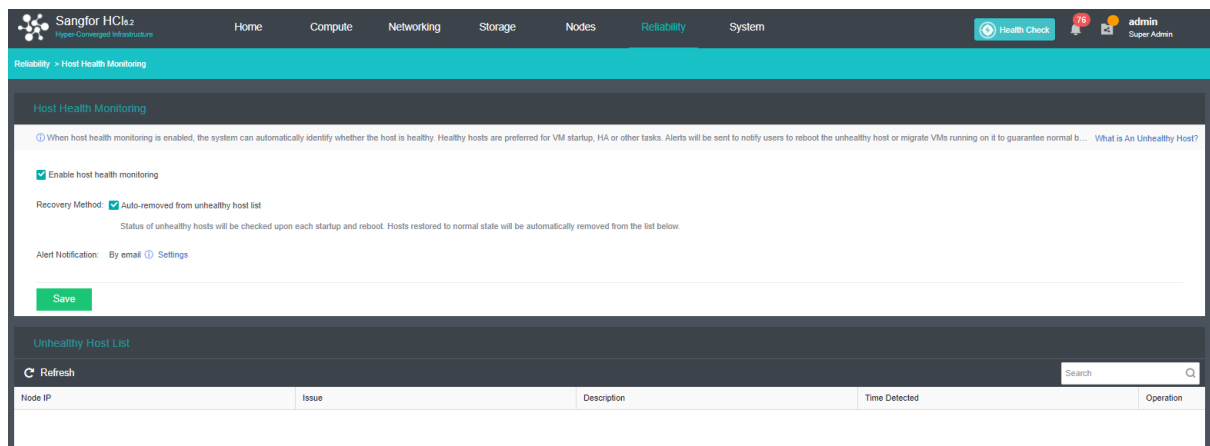 Sangfor HCI6.2
Hyper-Converged Infrastructure
Home Compute Networking Storage Nodes Reliability System
Health Check
76
admin
Super Admin
Reliability > Host Health Monitoring
Host Health Monitoring
When host health monitoring is enabled, the system can automatically identify whether the host is healthy. Healthy hosts are preferred for VM startup, HA or other tasks. Alerts will be sent to notify users to reboot the unhealthy host or migrate VMs running on it to guarantee normal b... What is An Unhealthy Host?
Enable host health monitoring
Recovery Method: Auto-removed from unhealthy host list
Status of unhealthy hosts will be checked upon each startup and reboot. Hosts restored to normal state will be automatically removed from the list below.
Alert Notification: By email Settings
Save
Unhealthy Host List
Refresh Search
Node IP Issue Description Time Detected Operation